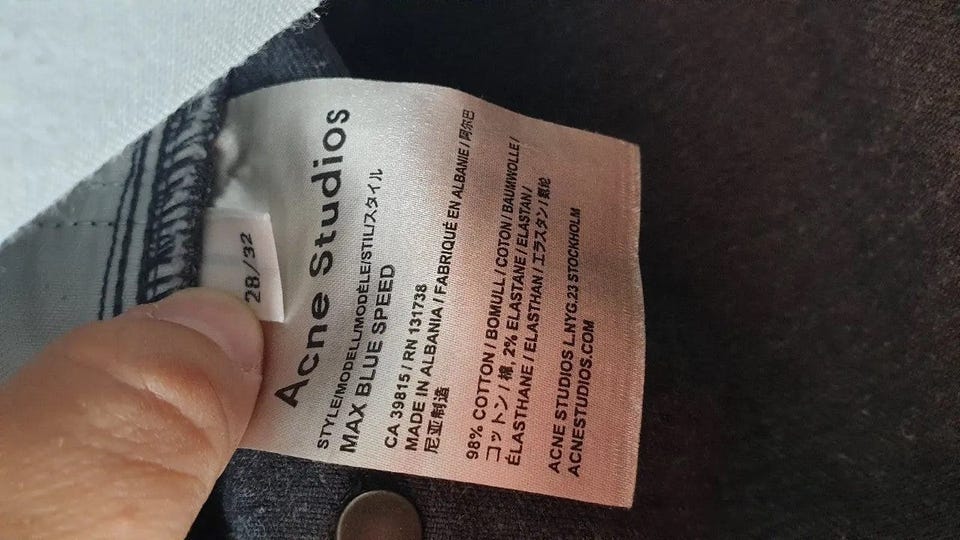 Acne Studios
28/32
STYLE/MODELL/MODÈLE/STIL/スタイル
MAX BLUE SPEED
CA 39815 / RN 131738
MADE IN ALBANIA / FABRIQUÉ EN ALBANIE / 阿尔巴
尼亚制造
98% COTTON / BOMULL / COTON / BAUMWOLLE /
コットン / 棉, 2% ELASTANE / ELASTAN /
ÉLASTHANE / ELASTHAN / エラスタン / 氨纶
ACNE STUDIOS L.NYG.23 STOCKHOLM
ACNESTUDIOS.COM